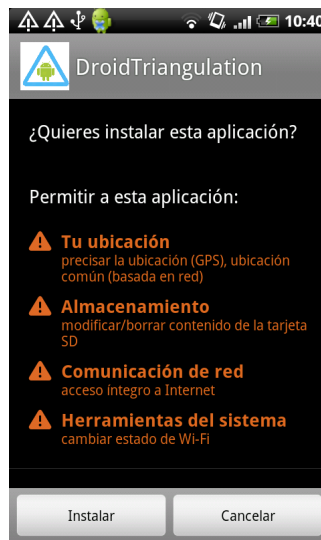 10:40
DroidTriangulation
¿Quieres instalar esta aplicación?
Permitir a esta aplicación:
Tu ubicación
precisar la ubicación (GPS), ubicación
común (basada en
red)
Almacenamiento
modificar/borrar contenido de la tarjeta
SD
Comunicación de red
acceso íntegro a Internet
Herramientas del sistema
cambiar estado de Wi-Fi
Instalar
Cancelar